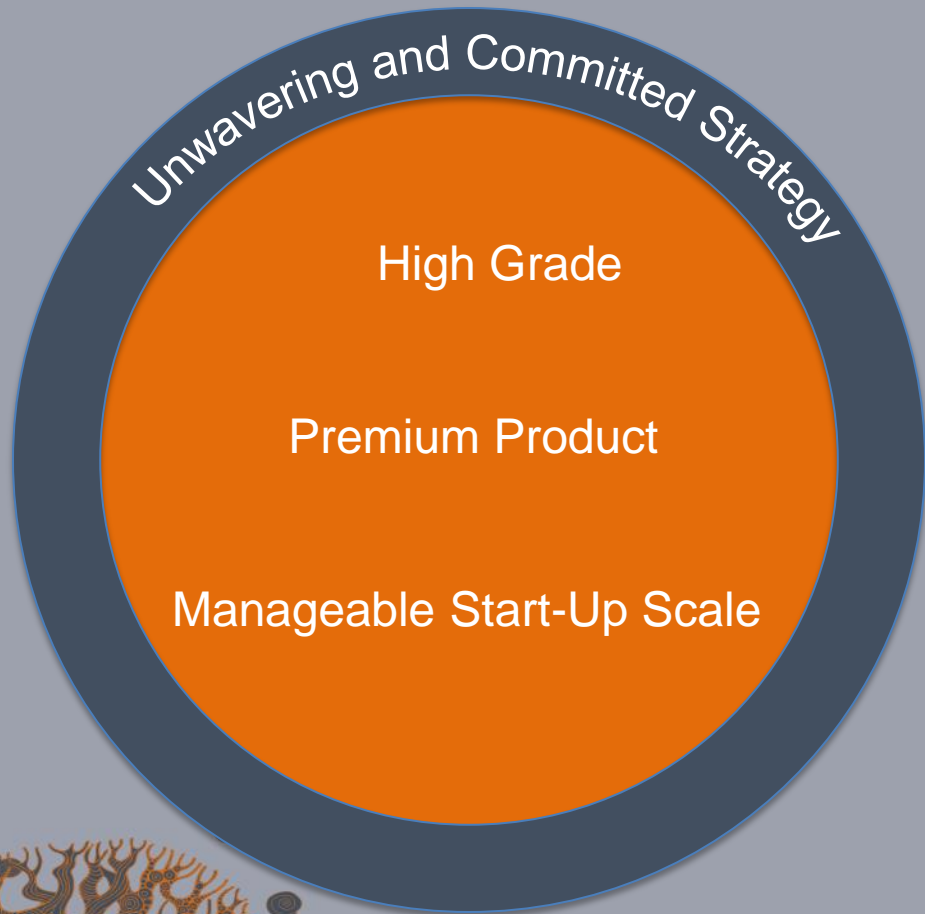 Unwavering and Committed Strategy
High Grade
Premium Product
Manageable Start-Up Scale